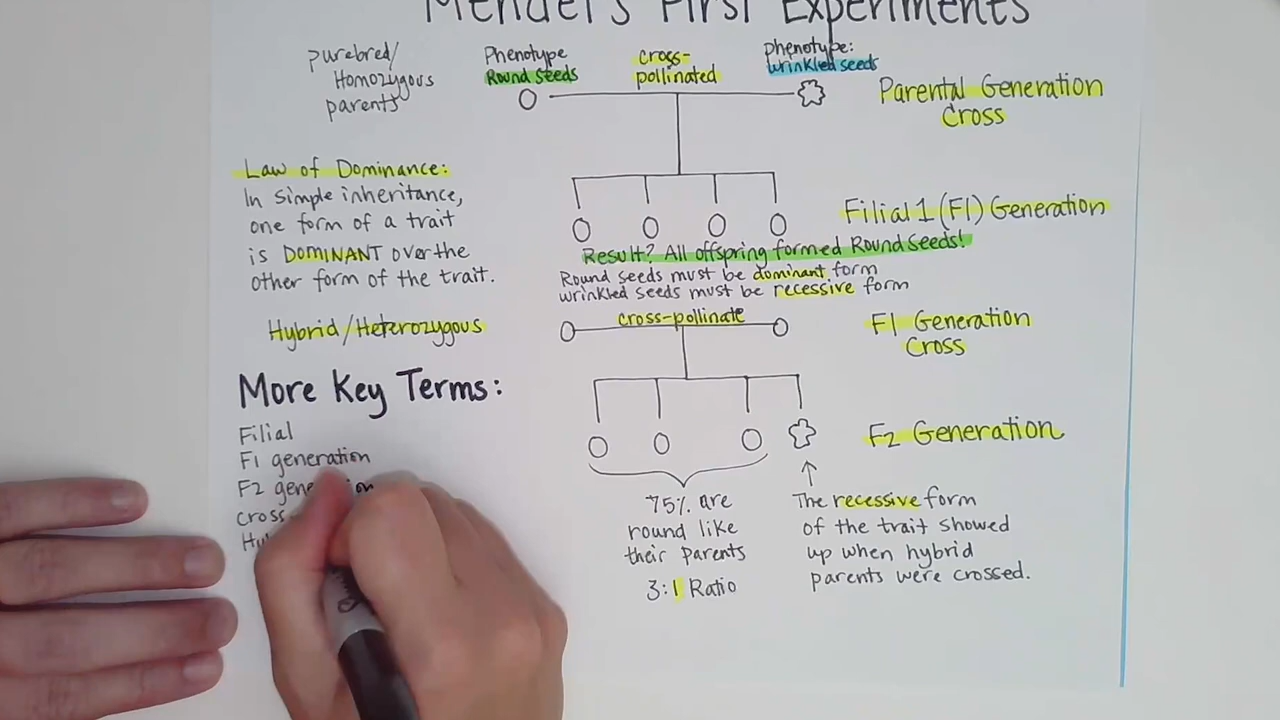 Mendel's First Experiments
purebred/
Homozygous
parents
Phenotype
Round Seeds
cross-
pollinated
phenotype:
wrinkled seeds
Parental Generation
Cross
Law of Dominance:
In simple inheritance,
one form of a trait
is DOMINANT over the
other form of the trait.
Filial 1 (F1) Generation
Result? All offspring formed Round Seeds!
Round seeds must be dominant form
wrinkled seeds must be recessive form
Hybrid/Heterozygous
cross-pollinate
F1 Generation
Cross
More Key Terms:
Filial
F1 generation
F2
cross
F2 Generation
75% are
round like
their parents
3:1 Ratio
The recessive form
of the trait showed
up when hybrid
parents were crossed.